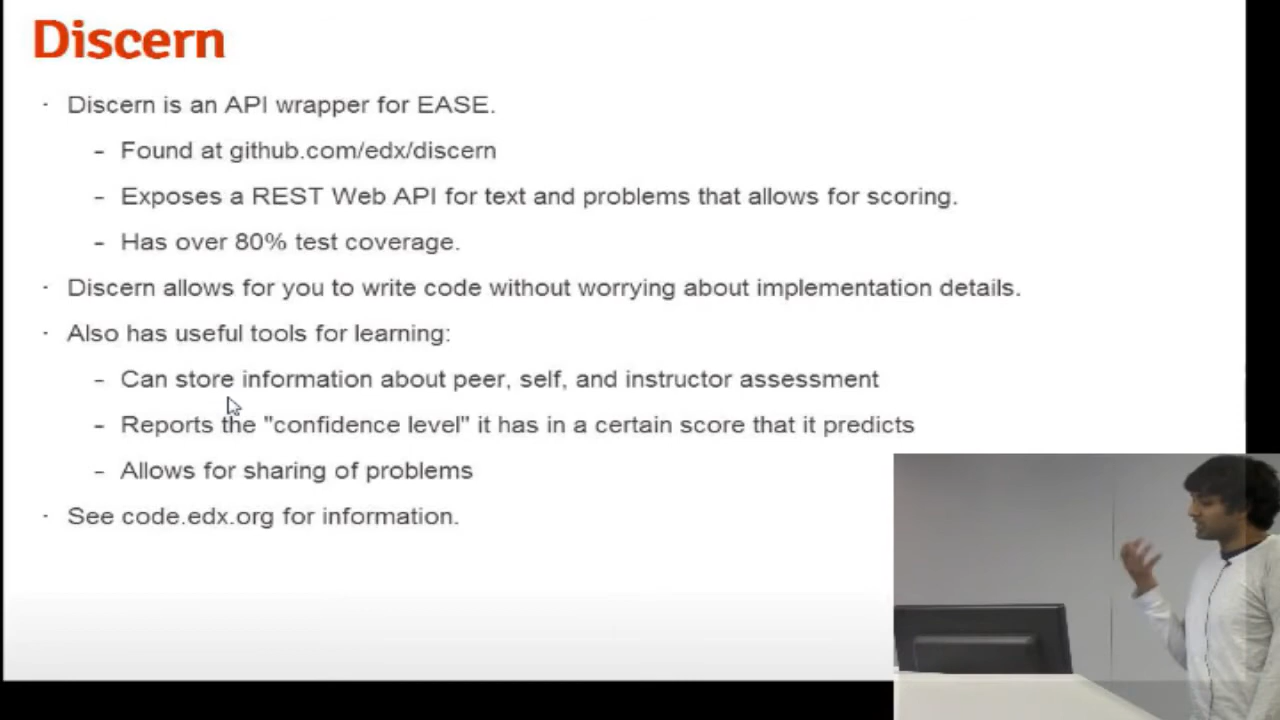 Discern
· Discern is an API wrapper for EASE.
- Found at github.com/edx/discern
- Exposes a REST Web API for text and problems that allows for scoring.
- Has over 80% test coverage.
· Discern allows for you to write code without worrying about implementation details.
· Also has useful tools for learning:
- Can store information about peer, self, and instructor assessment
- Reports the "confidence level" it has in a certain score that it predicts
- Allows for sharing of problems
· See code.edx.org for information.